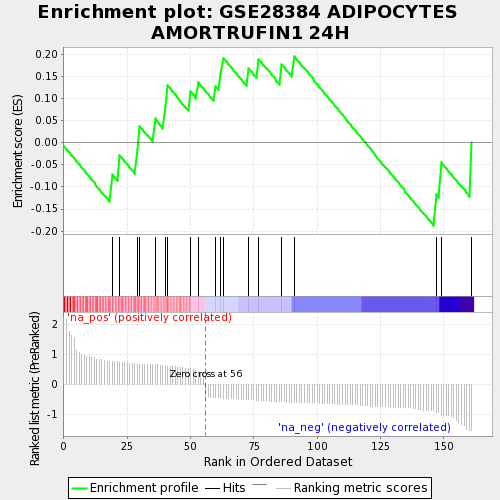 Enrichment plot: GSE28384 ADIPOCYTES
AMORTRUFIN1 24H
Enrichment score (ES)
0.20
0.15
0.10
0.05
0.00
-0.05
-0.10
-0.15
-0.20
'na_pos' (positively correlated)
Zero cross at 56
'na_neg' (negatively correlated)
Ranked list metric (PreRanked)
2
1
0
-1
0 25 50 75 100 125 150
Rank in Ordered Dataset
Enrichment profile Hits Ranking metric scores